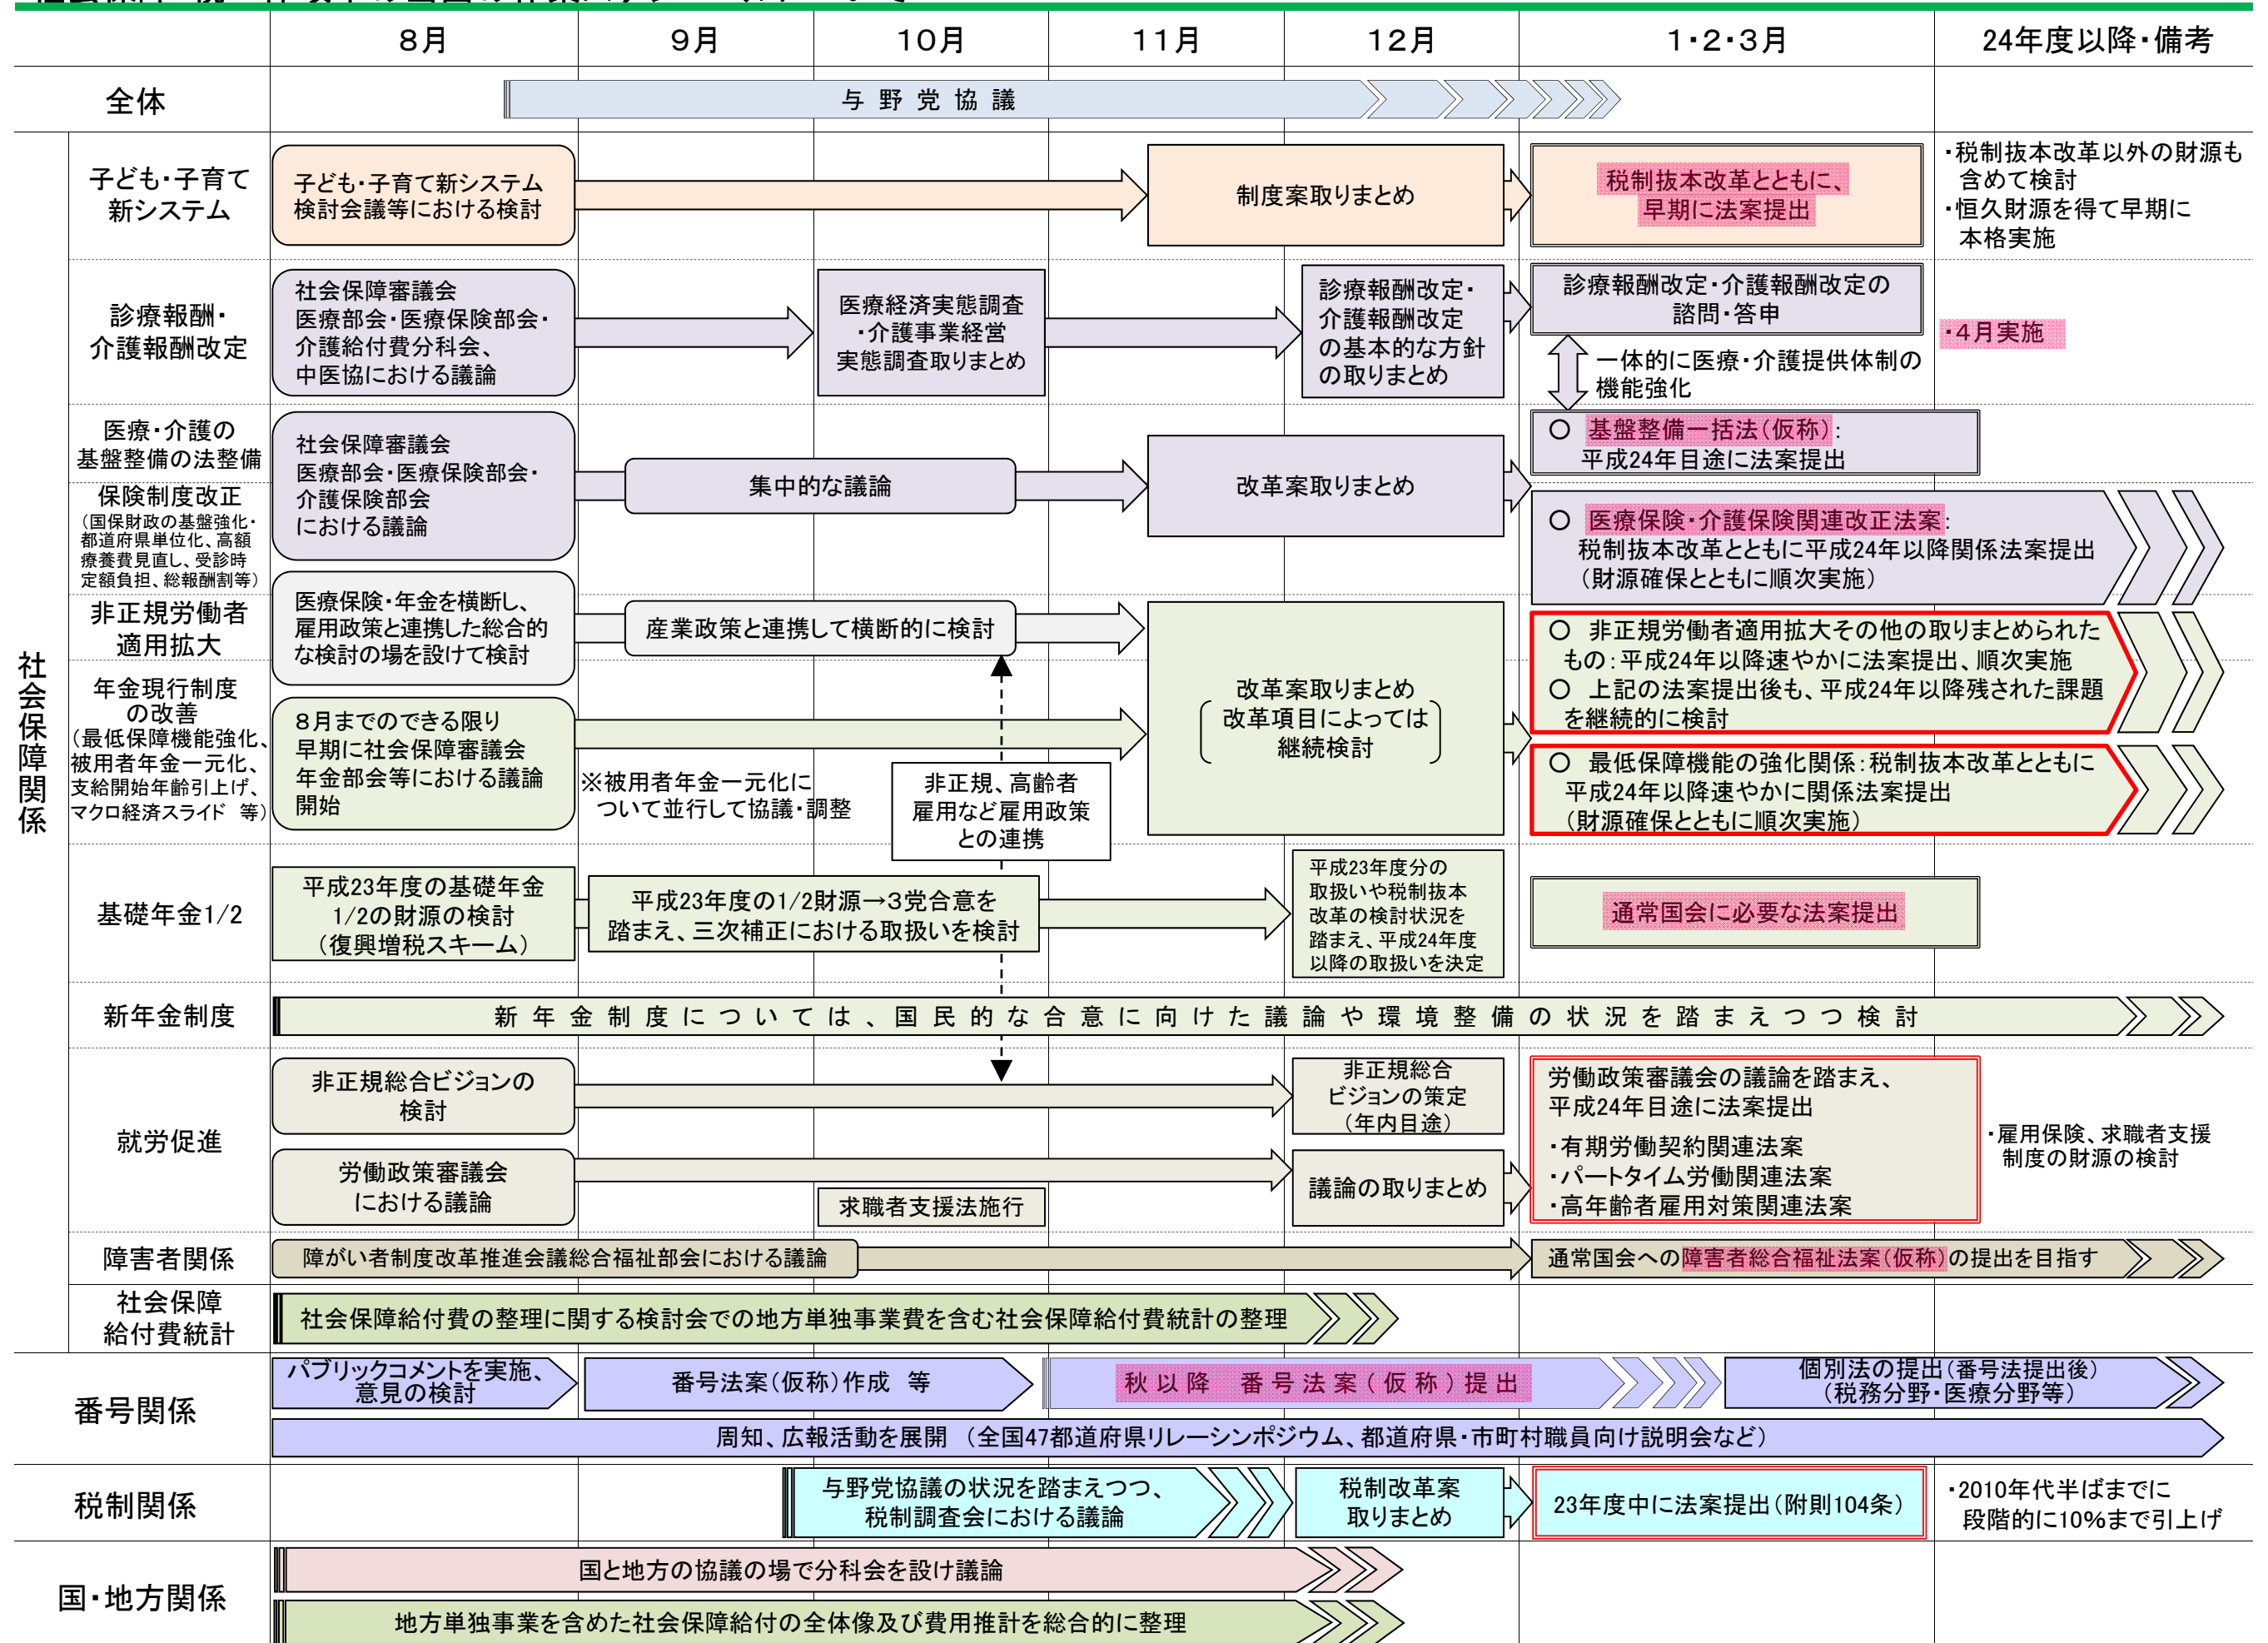 8月
9月
10月
11月
12月
1・2・3月
24年度以降・備考
全体
与野党協議
社会保障関係
子ども・子育て
新システム
子ども・子育て新システム
検討会議等における検討
制度案取りまとめ
税制抜本改革とともに、
早期に法案提出
・税制抜本改革以外の財源も
含めて検討
・恒久財源を得て早期に
本格実施
診療報酬・
介護報酬改定
社会保障審議会
医療部会・医療保険部会・
介護給付費分科会、
中医協における議論
医療経済実態調査
・介護事業経営
実態調査取りまとめ
診療報酬改定・
介護報酬改定
の基本的な方針
の取りまとめ
診療報酬改定・介護報酬改定の
諮問・答申
一体的に医療・介護提供体制の
機能強化
・4月実施
医療・介護の
基盤整備の法整備
保険制度改正
(国保財政の基盤強化・
都道府県単位化、高額
療養費見直し、受診時
定額負担、総報酬割等)
社会保障審議会
医療部会・医療保険部会・
介護保険部会
における議論
集中的な議論
改革案取りまとめ
○ 基盤整備一括法(仮称):
平成24年目途に法案提出
○ 医療保険・介護保険関連改正法案:
税制抜本改革とともに平成24年以降関係法案提出
(財源確保とともに順次実施)
非正規労働者
適用拡大
医療保険・年金を横断し、
雇用政策と連携した総合的
な検討の場を設けて検討
産業政策と連携して横断的に検討
年金現行制度
の改善
(最低保障機能強化、
被用者年金一元化、
支給開始年齢引上げ、
マクロ経済スライド 等)
8月までのできる限り
早期に社会保障審議会
年金部会等における議論
開始
※被用者年金一元化に
ついて並行して協議・調整
非正規、高齢者
雇用など雇用政策
との連携
改革案取りまとめ
改革項目によっては
継続検討
○ 非正規労働者適用拡大その他の取りまとめられた
もの:平成24年以降速やかに法案提出、順次実施
○ 上記の法案提出後も、平成24年以降残された課題
を継続的に検討
○ 最低保障機能の強化関係:税制抜本改革とともに
平成24年以降速やかに関係法案提出
(財源確保とともに順次実施)
基礎年金1/2
平成23年度の基礎年金
1/2の財源の検討
(復興増税スキーム)
平成23年度の1/2財源→3党合意を
踏まえ、三次補正における取扱いを検討
平成23年度分の
取扱いや税制抜本
改革の検討状況を
踏まえ、平成24年度
以降の取扱いを決定
通常国会に必要な法案提出
新年金制度
新年金制度については、国民的な合意に向けた議論や環境整備の状況を踏まえつつ検討
就労促進
非正規総合ビジョンの
検討
非正規総合
ビジョンの策定
(年内目途)
労働政策審議会
における議論
求職者支援法施行
議論の取りまとめ
労働政策審議会の議論を踏まえ、
平成24年目途に法案提出
・有期労働契約関連法案
・パートタイム労働関連法案
・高年齢者雇用対策関連法案
・雇用保険、求職者支援
制度の財源の検討
障害者関係
障がい者制度改革推進会議総合福祉部会における議論
通常国会への障害者総合福祉法案(仮称)の提出を目指す
社会保障
給付費統計
社会保障給付費の整理に関する検討会での地方単独事業費を含む社会保障給付費統計の整理
番号関係
パブリックコメントを実施、
意見の検討
番号法案(仮称)作成 等
秋以降 番号法案(仮称)提出
個別法の提出(番号法提出後)
(税務分野・医療分野等)
周知、広報活動を展開 (全国47都道府県リレーシンポジウム、都道府県・市町村職員向け説明会など)
税制関係
与野党協議の状況を踏まえつつ、
税制調査会における議論
税制改革案
取りまとめ
23年度中に法案提出(附則104条)
・2010年代半ばまでに
段階的に10%まで引上げ
国・地方関係
国と地方の協議の場で分科会を設け議論
地方単独事業を含めた社会保障給付の全体像及び費用推計を総合的に整理